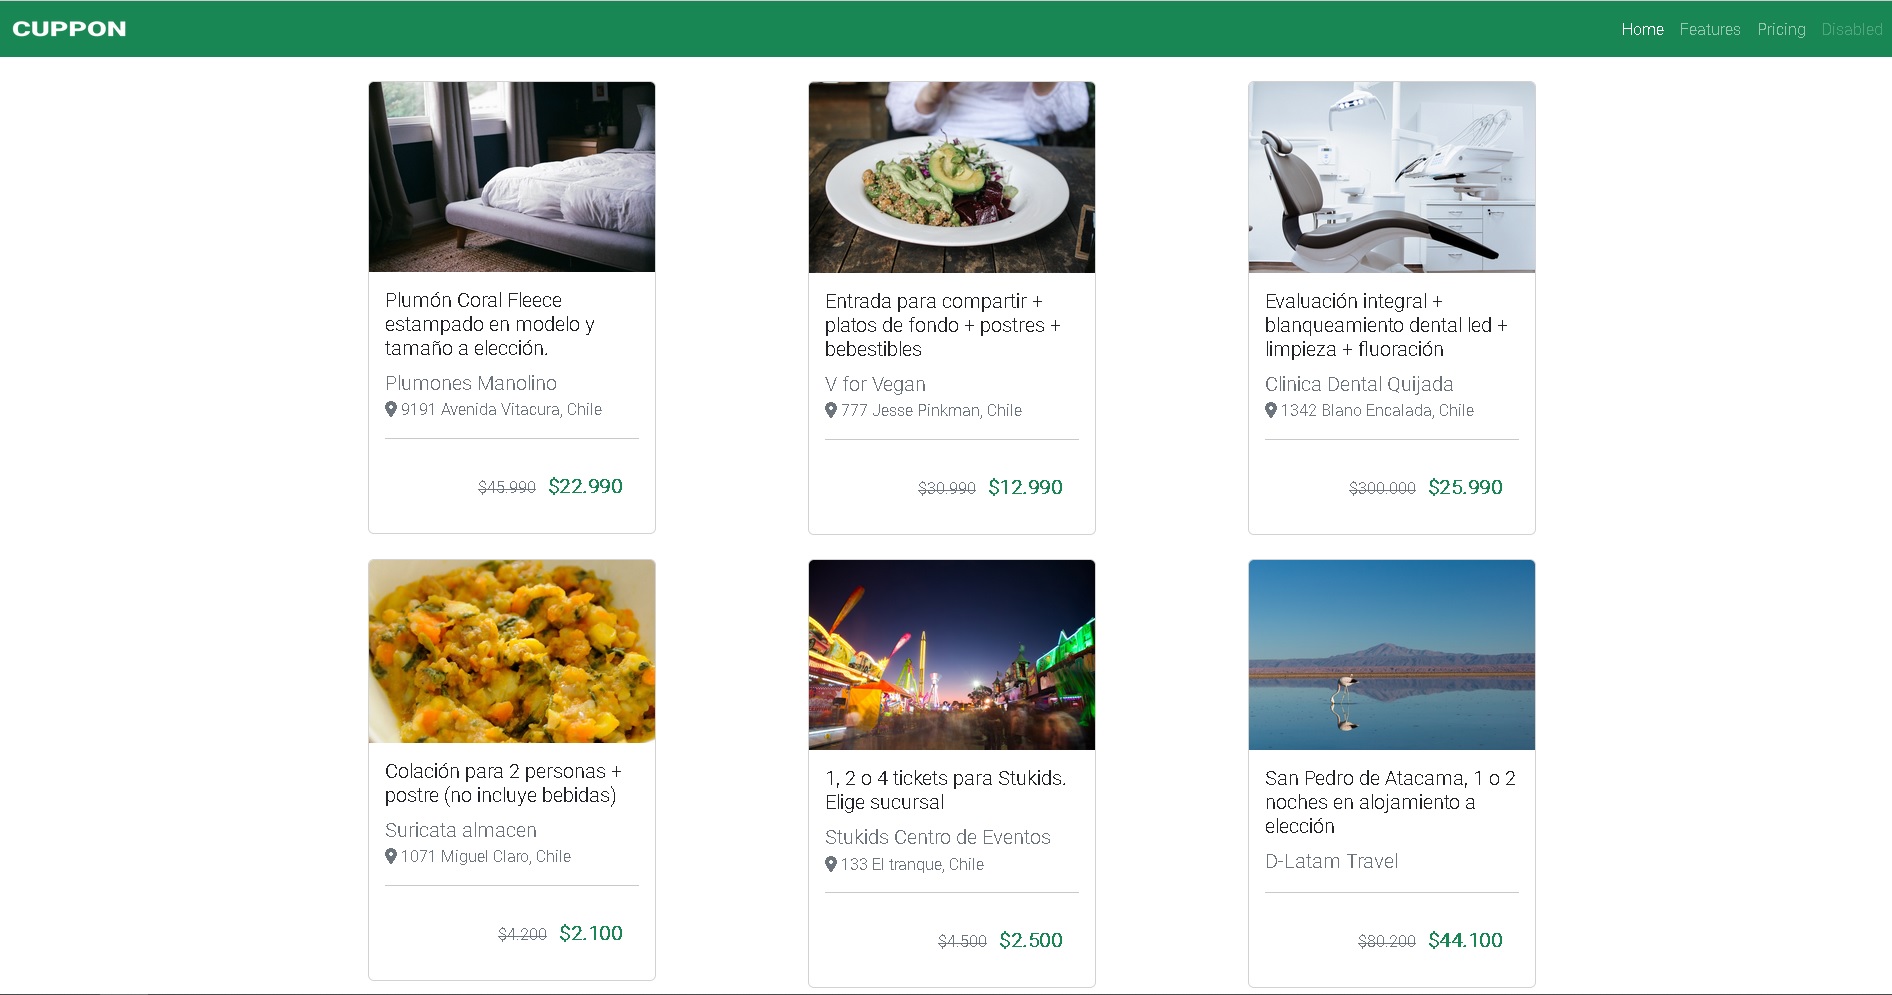 CUPPON
Home Features Pricing Disabled
Plumón Coral Fleece
estampado en modelo y
tamaño a elección.
Plumones Manolino
9191 Avenida Vitacura, Chile
$45.990 $22.990
Entrada para compartir +
platos de fondo + postres +
bebestibles
V for Vegan
777 Jesse Pinkman, Chile
$30.990 $12.990
Evaluación integral +
blanqueamiento dental led +
limpieza + fluoración
Clinica Dental Quijada
1342 Blano Encalada, Chile
$300.000 $25.990
Colación para 2 personas +
postre (no incluye bebidas)
Suricata almacen
1071 Miguel Claro, Chile
$4.200 $2.100
1, 2 o 4 tickets para Stukids.
Elige sucursal
Stukids Centro de Eventos
133 El tranque, Chile
$4.500 $2.500
San Pedro de Atacama, 1 o 2
noches en alojamiento a
elección
D-Latam Travel
$80.200 $44.100